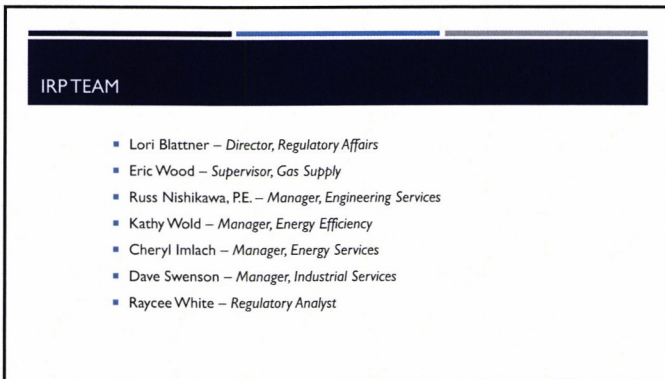 IRP TEAM
▪ Lori Blattner – Director, Regulatory Affairs
▪ Eric Wood – Supervisor, Gas Supply
▪ Russ Nishikawa, P.E. – Manager, Engineering Services
▪ Kathy Wold – Manager, Energy Efficiency
▪ Cheryl Imlach – Manager, Energy Services
▪ Dave Swenson – Manager, Industrial Services
▪ Raycee White – Regulatory Analyst